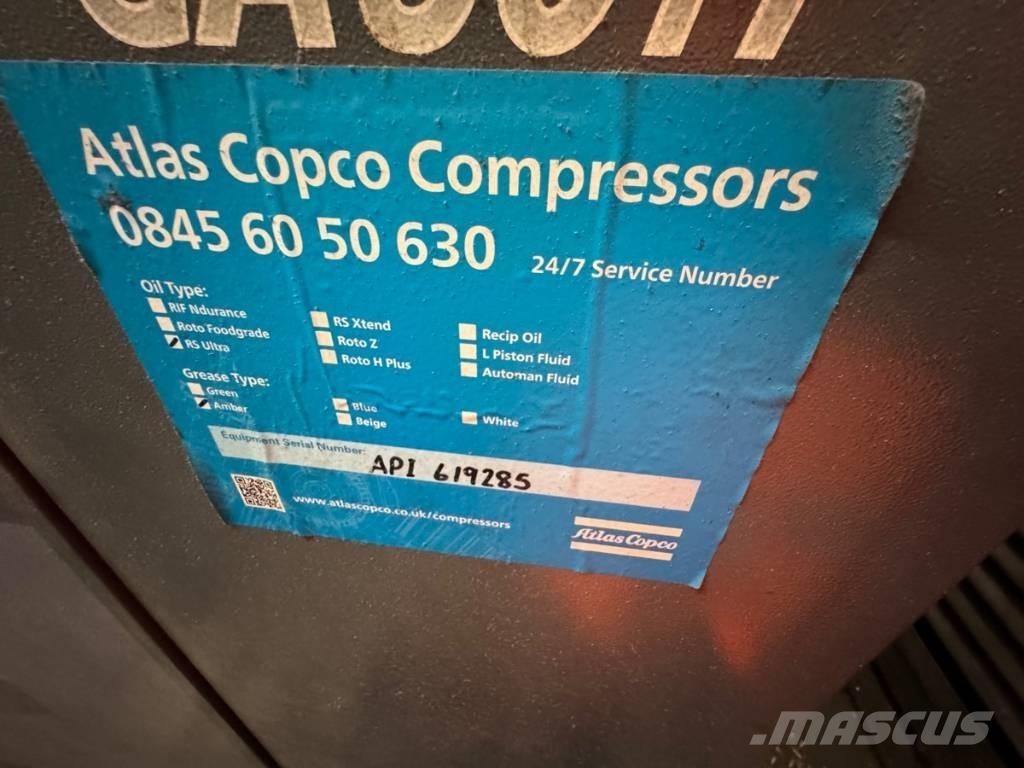 Atlas Copco Compressors
0845 60 50 630 24/7 Service Number
Oil Type:
RIF Ndurance RS Xtend Recip Oil
Roto Foodgrade Roto Z L Piston Fluid
RS Ultra Roto H Plus Automan Fluid
Grease Type:
Green Blue White
Amber Beige
Equipment Serial Number:
API 619285
www.atlascopco.co.uk/compressors
Atlas Copco
.MASCUS